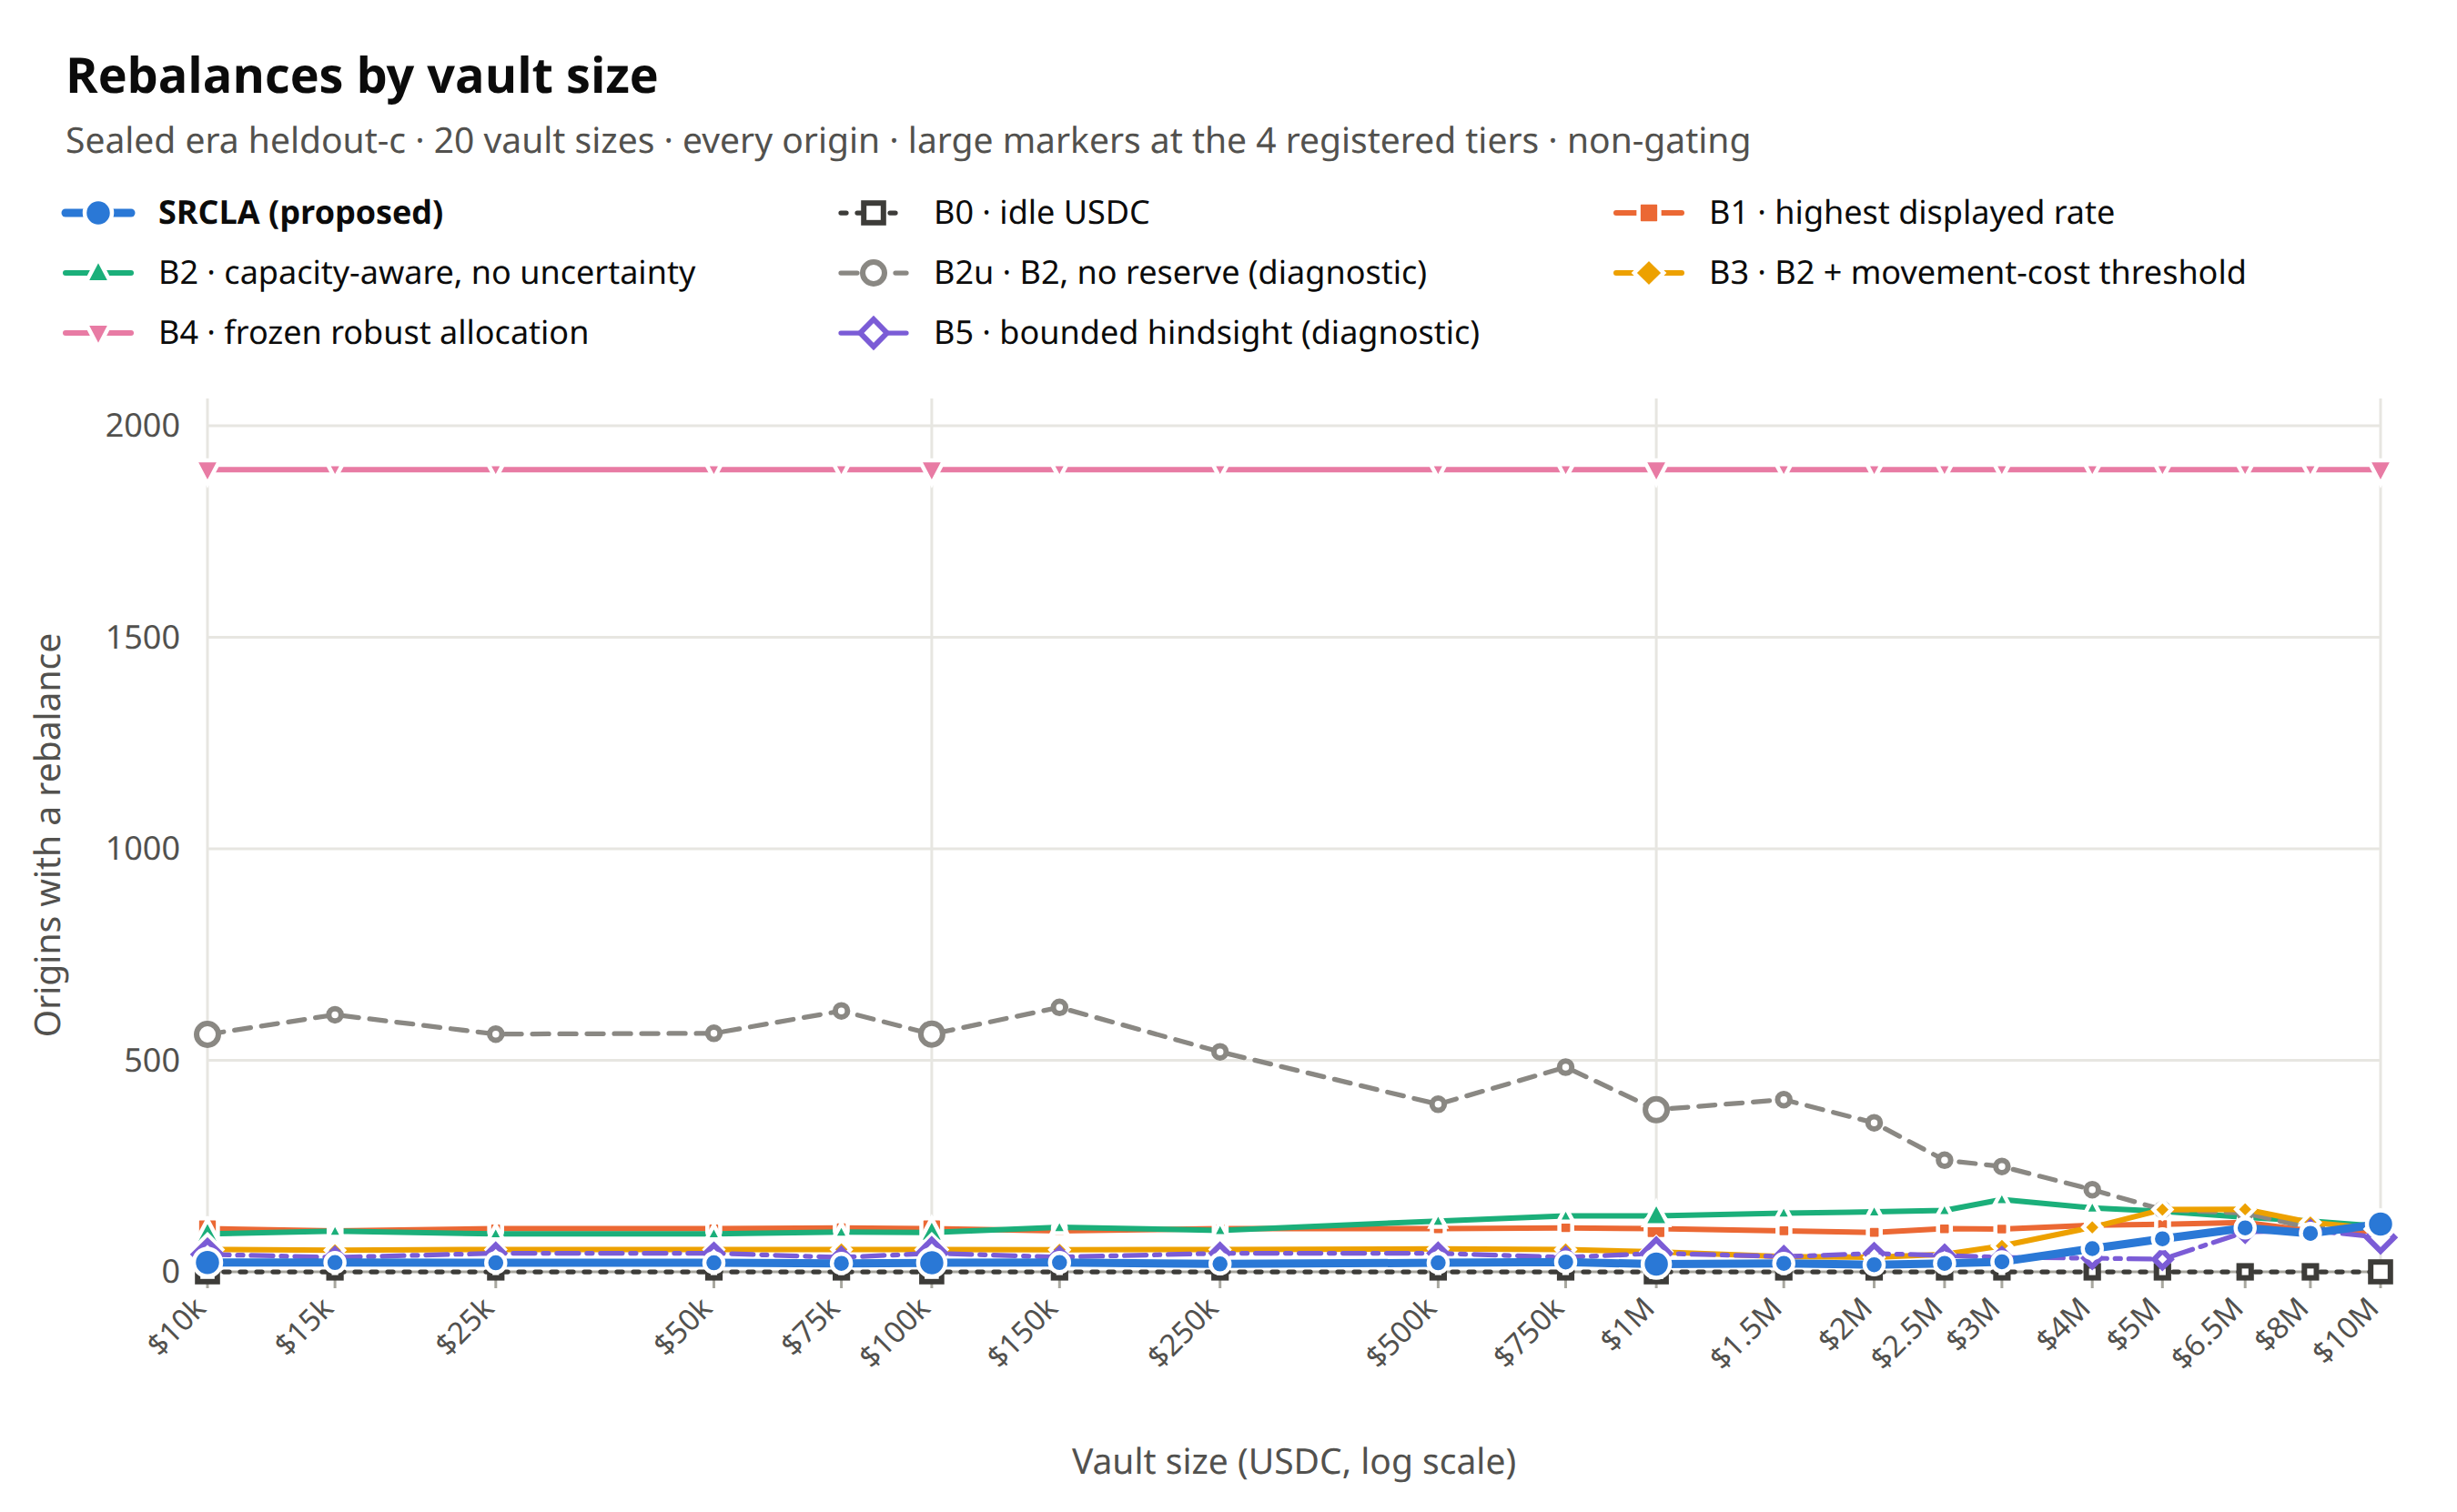 Rebalances by vault size
Sealed era heldout-c · 20 vault sizes · every origin · large markers at the 4 registered tiers · non-gating
SRCLA (proposed)
B0 · idle USDC
B1 · highest displayed rate
B2 · capacity-aware, no uncertainty
B2u · B2, no reserve (diagnostic)
B3 · B2 + movement-cost threshold
B4 · frozen robust allocation
B5 · bounded hindsight (diagnostic)
Origins with a rebalance
2000
1500
1000
500
0
$10k
$15k
$25k
$50k
$75k
$100k
$150k
$250k
$500k
$750k
$1M
$1.5M
$2M
$2.5M
$3M
$4M
$5M
$6.5M
$8M
$10M
Vault size (USDC, log scale)